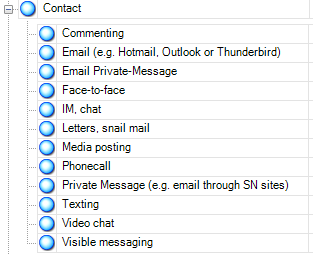 Contact
Commenting
Email (e.g. Hotmail, Outlook or Thunderbird)
Email Private-Message
Face-to-face
IM, chat
Letters, snail mail
Media posting
Phonecall
Private Message (e.g. email through SN sites)
Texting
Video chat
Visible messaging